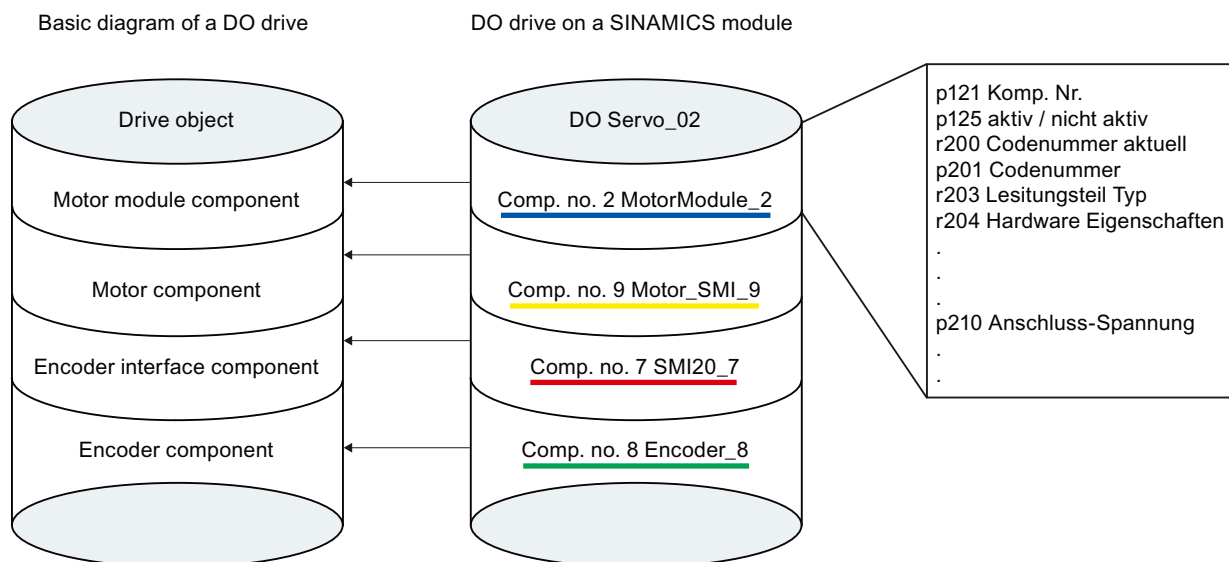 Basic diagram of a DO drive
Drive object
Motor module component
Motor component
Encoder interface component
Encoder component
DO drive on a SINAMICS module
DO Servo_02
Comp. no. 2 MotorModule_2
Comp. no. 9 Motor_SMI_9
Comp. no. 7 SMI20_7
Comp. no. 8 Encoder_8
p121 Komp. Nr.
p125 aktiv / nicht aktiv
r200 Codenummer aktuell
p201 Codenummer
r203 Lesitungsteil Typ
r204 Hardware Eigenschaften
.
.
.
p210 Anschluss-Spannung
.
.
.